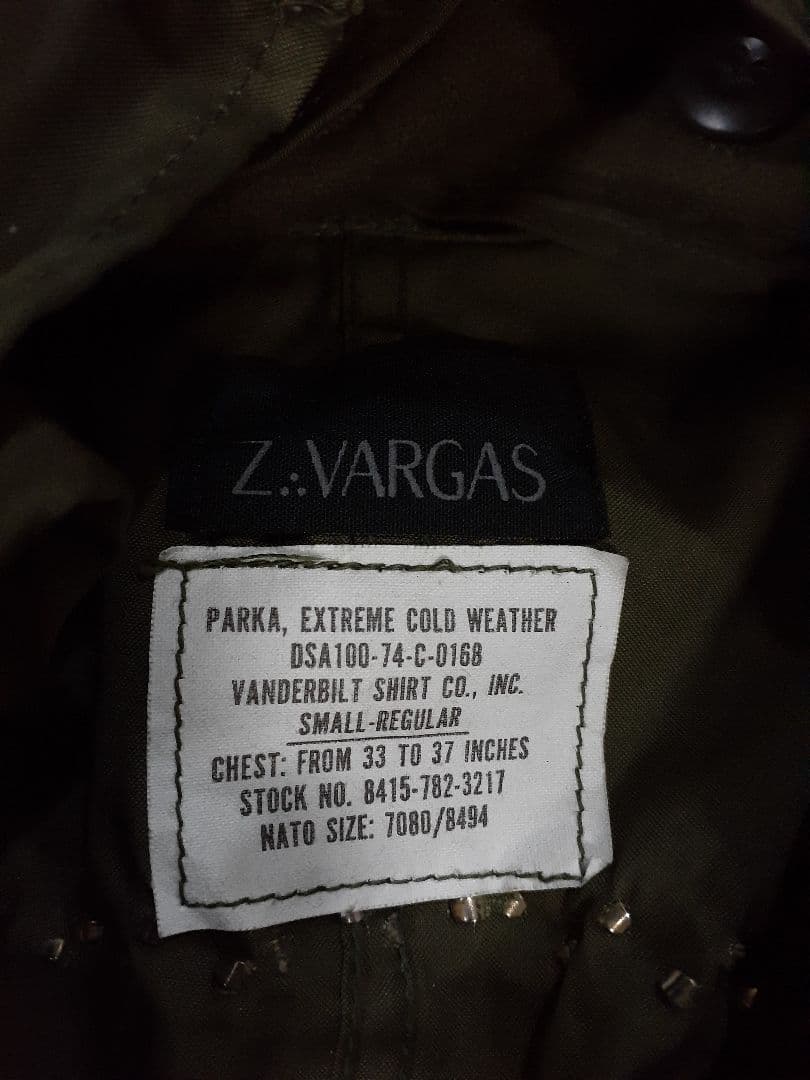 Z∴VARGAS
PARKA, EXTREME COLD WEATHER
DSA100-74-C-0168
VANDERBILT SHIRT CO., INC.
SMALL-REGULAR
CHEST: FROM 33 TO 37 INCHES
STOCK NO. 8415-782-3217
NATO SIZE: 7080/8494